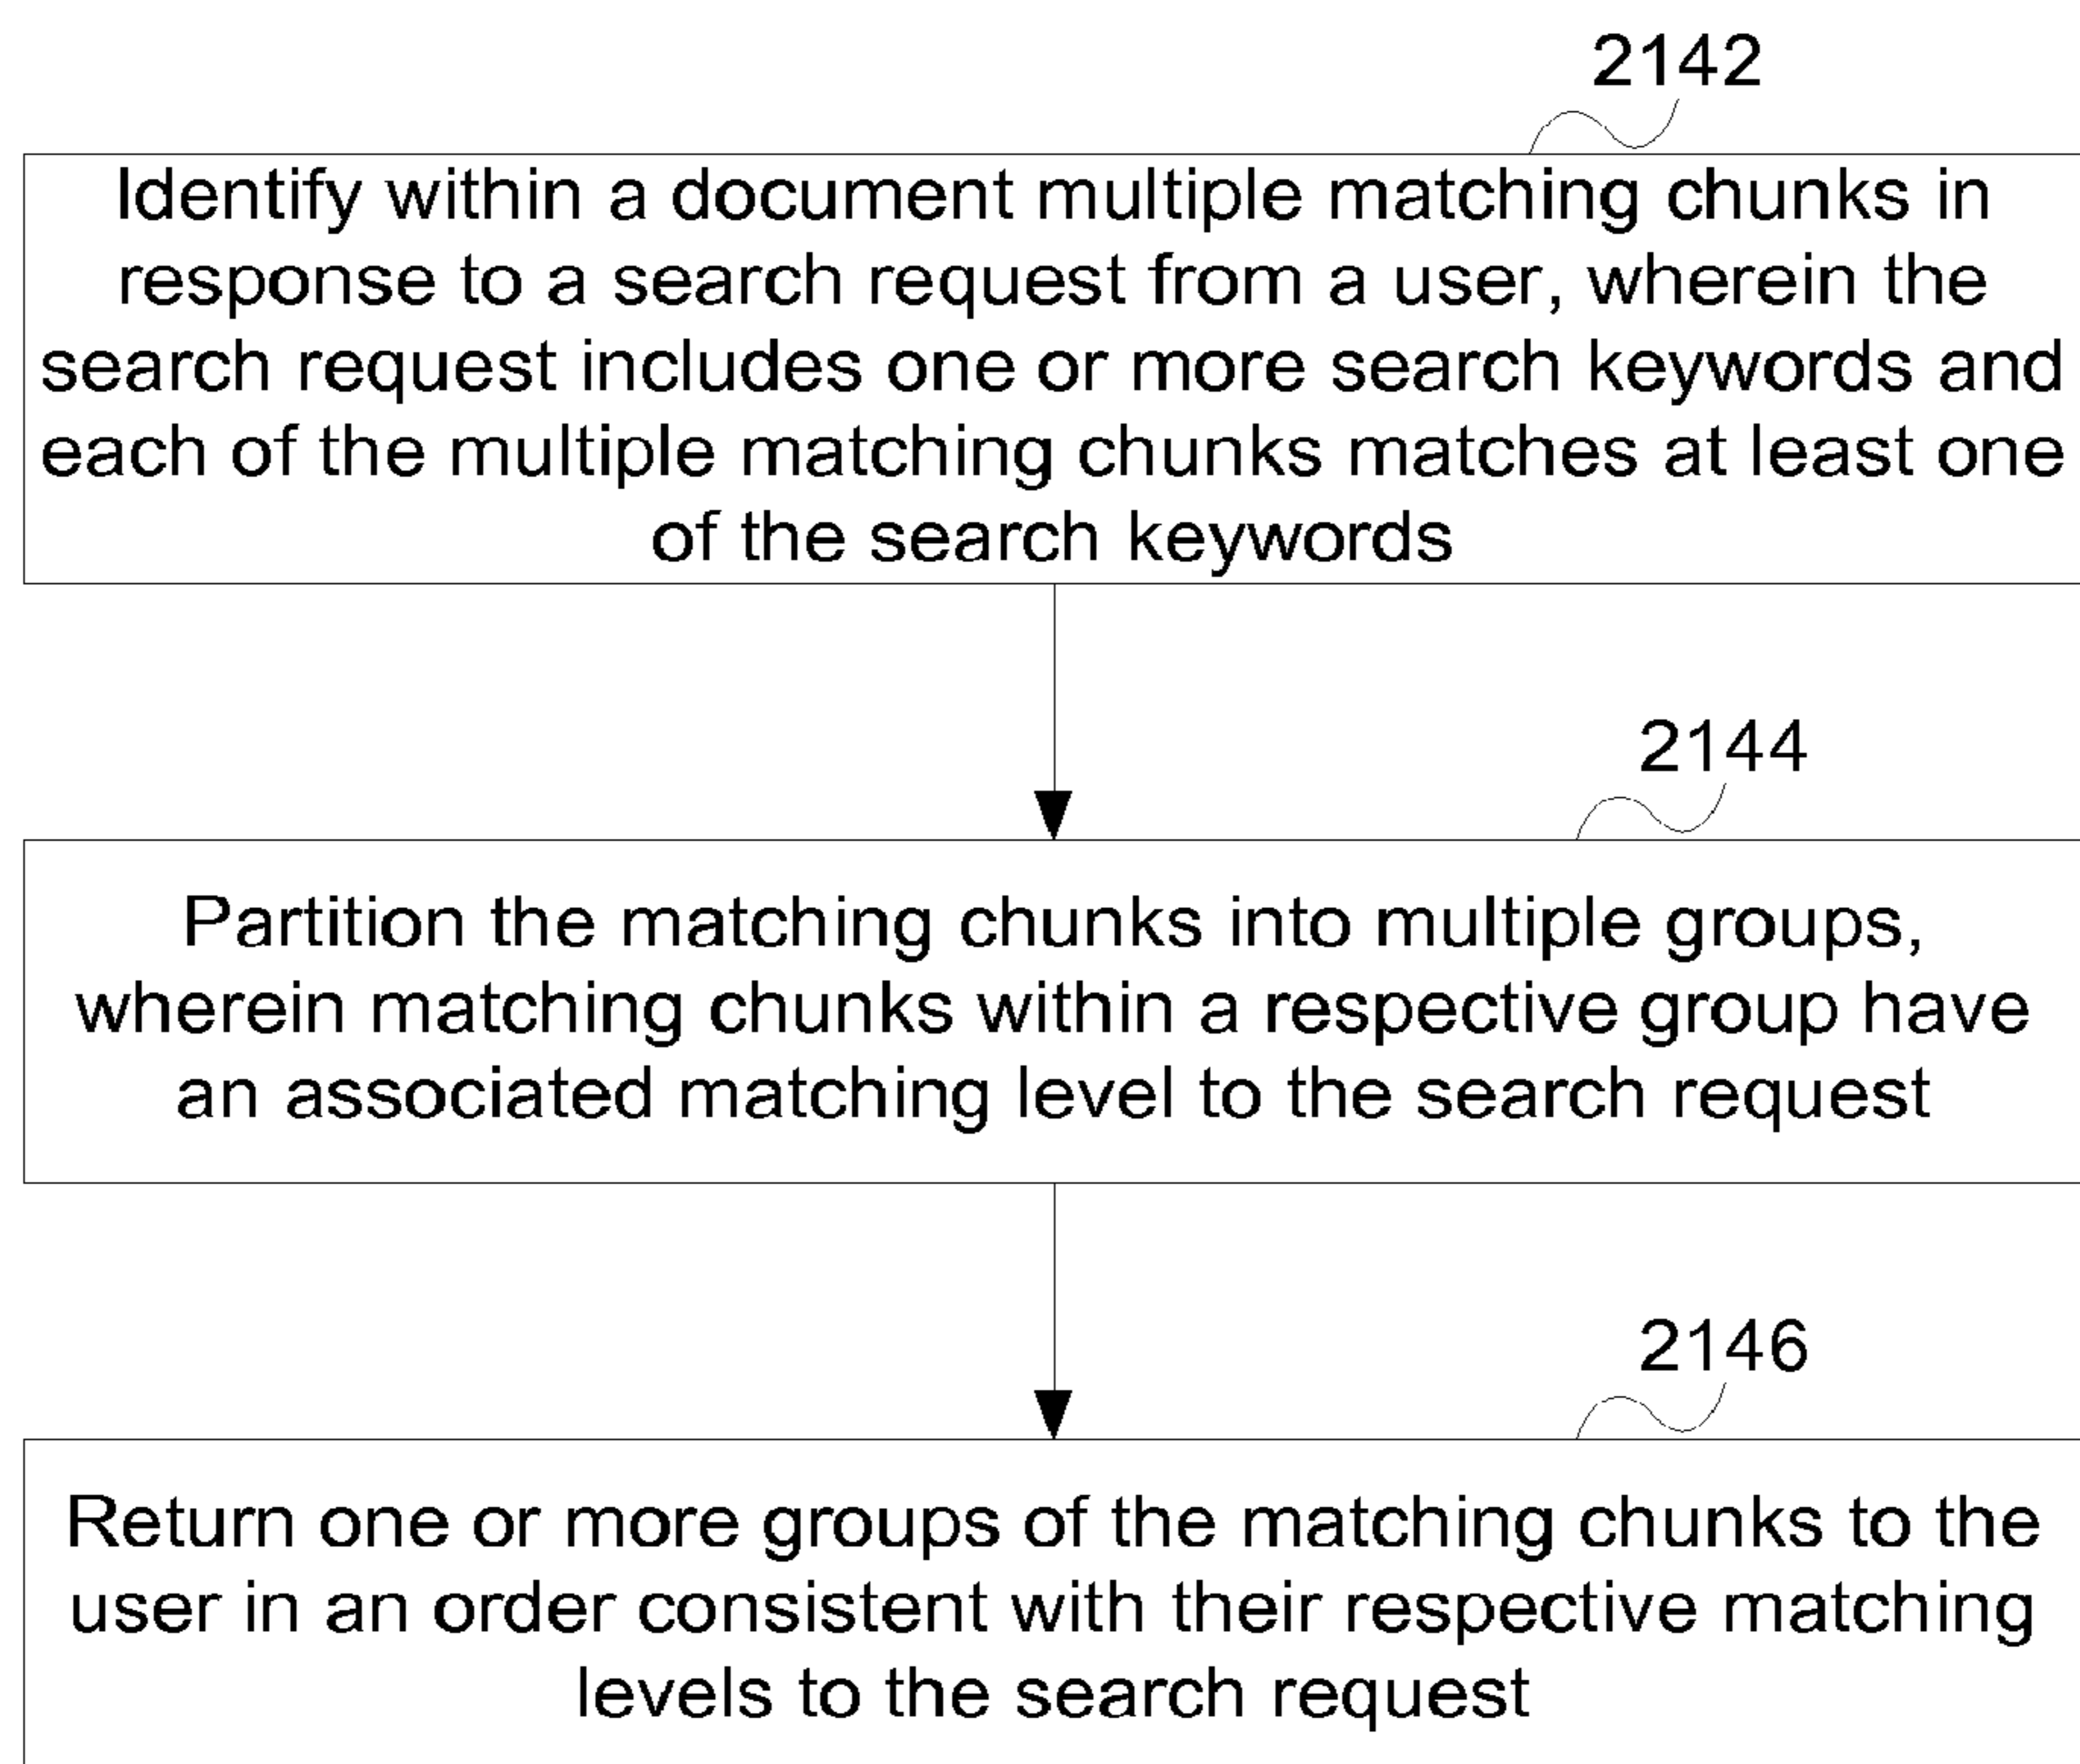 2142
Identify within a document multiple matching chunks in
response to a search request from a user, wherein the
search request includes one or more search keywords and
each of the multiple matching chunks matches at least one
of the search keywords
2144
Partition the matching chunks into multiple groups,
wherein matching chunks within a respective group have
an associated matching level to the search request
2146
Return one or more groups of the matching chunks to the
user in an order consistent with their respective matching
levels to the search request